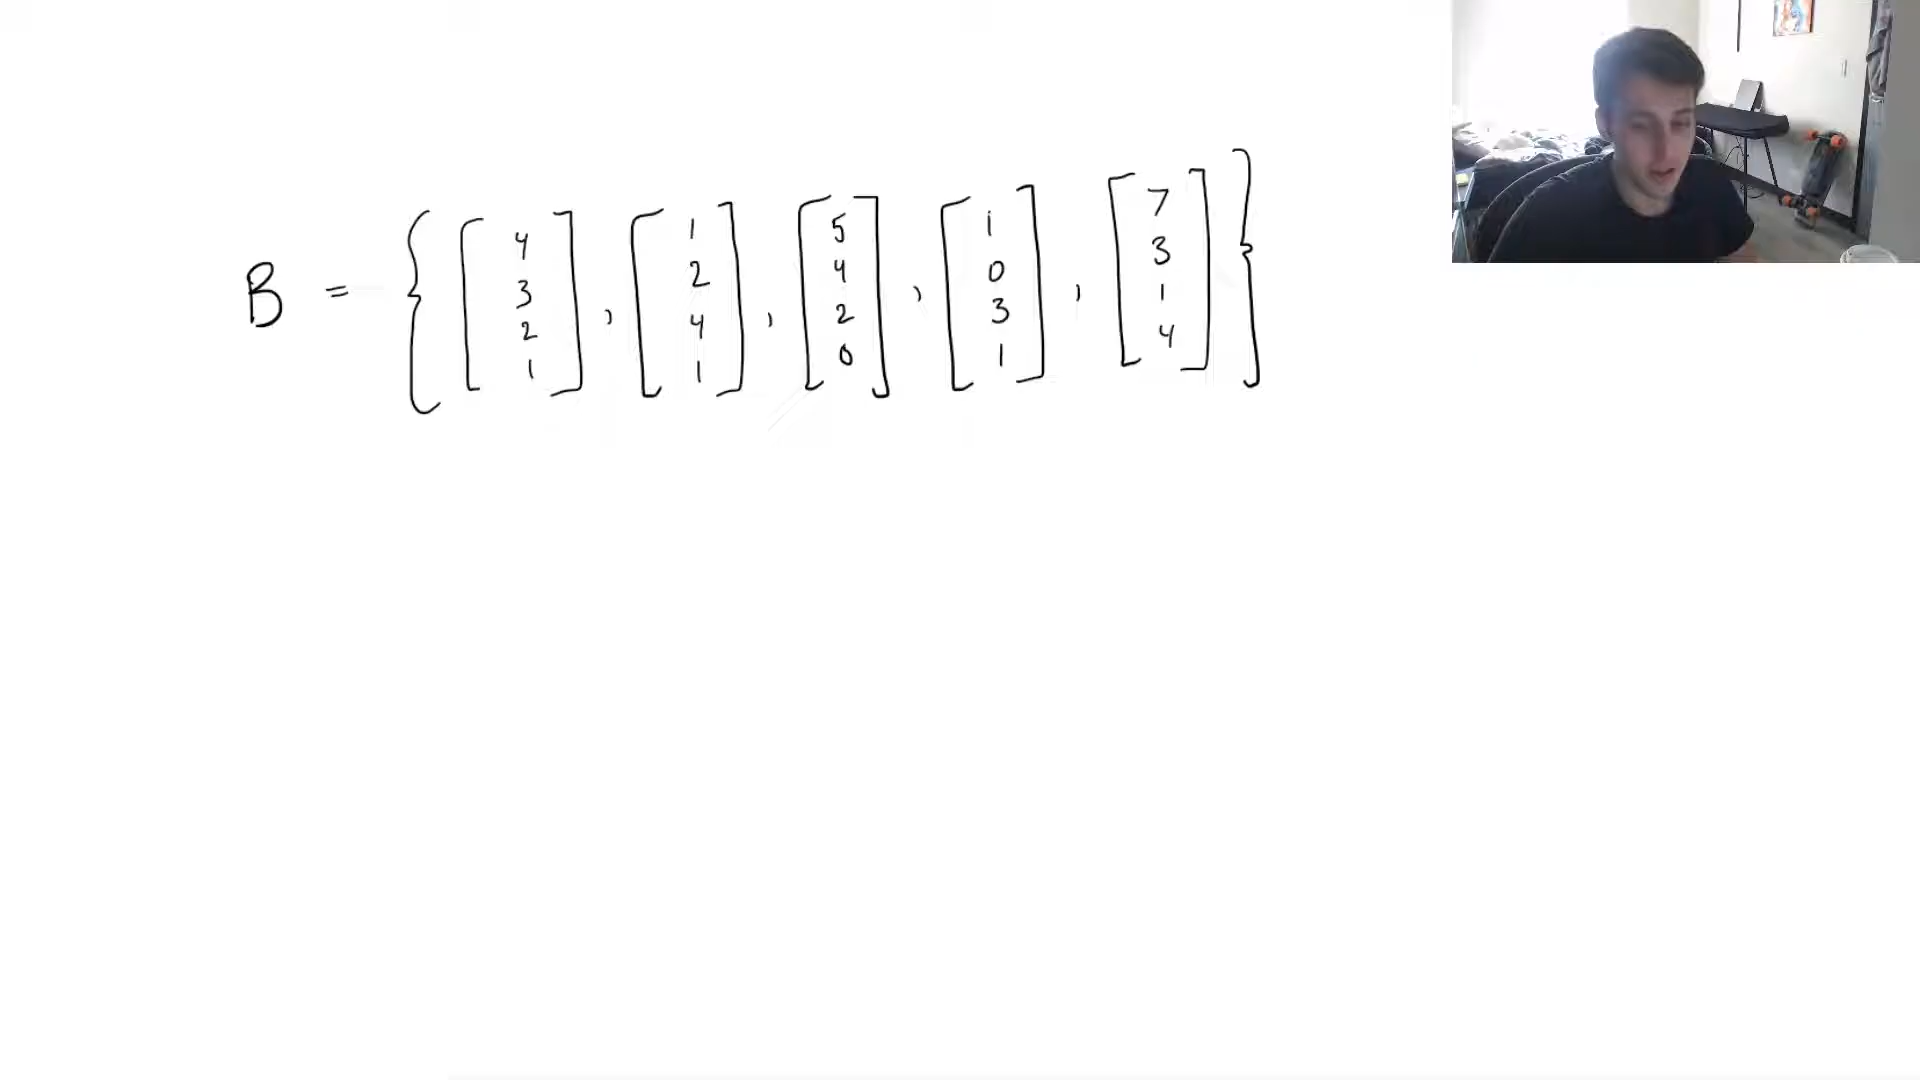 B = { [ 4 3 2 1 ] , [ 1 2 4 1 ] , [ 5 4 2 0 ] , [ 1 0 3 1 ] , [ 7 3 1 4 ] }